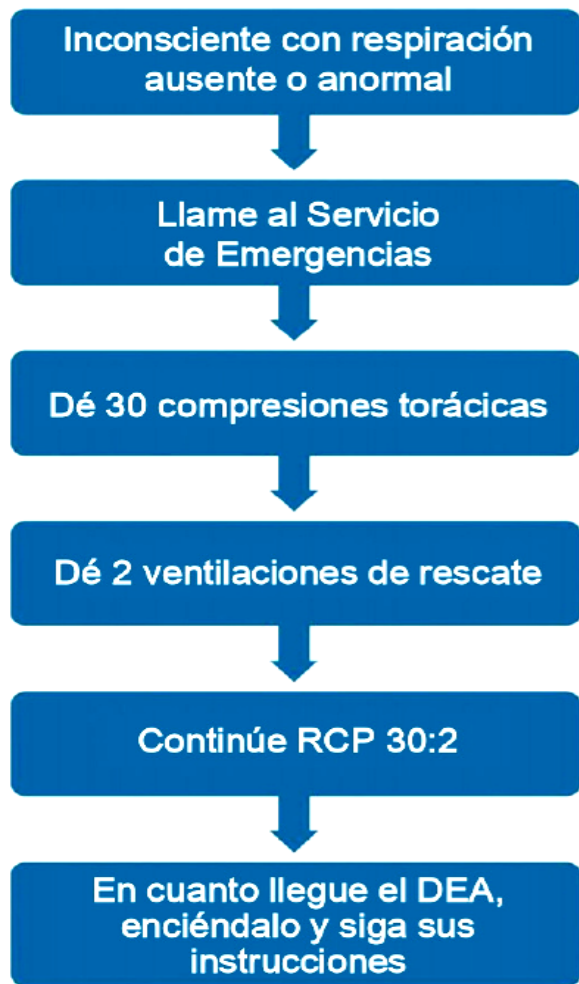 Inconsciente con respiración
ausente o anormal
Llame al Servicio
de Emergencias
Dé 30 compresiones torácicas
Dé 2 ventilaciones de rescate
Continúe RCP 30:2
En cuanto llegue el DEA,
enciéndalo y siga sus
instrucciones